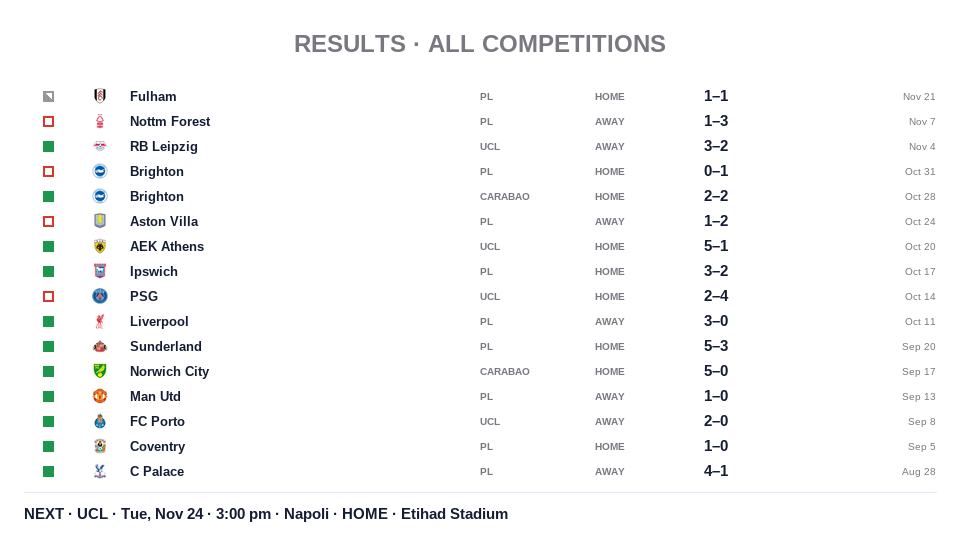 RESULTS · ALL COMPETITIONS
Fulham PL HOME 1–1 Nov 21
Nottm Forest PL AWAY 1–3 Nov 7
RB Leipzig UCL AWAY 3–2 Nov 4
Brighton PL HOME 0–1 Oct 31
Brighton CARABAO HOME 2–2 Oct 28
Aston Villa PL AWAY 1–2 Oct 24
AEK Athens UCL HOME 5–1 Oct 20
Ipswich PL HOME 3–2 Oct 17
PSG UCL HOME 2–4 Oct 14
Liverpool PL AWAY 3–0 Oct 11
Sunderland PL HOME 5–3 Sep 20
Norwich City CARABAO HOME 5–0 Sep 17
Man Utd PL AWAY 1–0 Sep 13
FC Porto UCL AWAY 2–0 Sep 8
Coventry PL HOME 1–0 Sep 5
C Palace PL AWAY 4–1 Aug 28
NEXT · UCL · Tue, Nov 24 · 3:00 pm · Napoli · HOME · Etihad Stadium